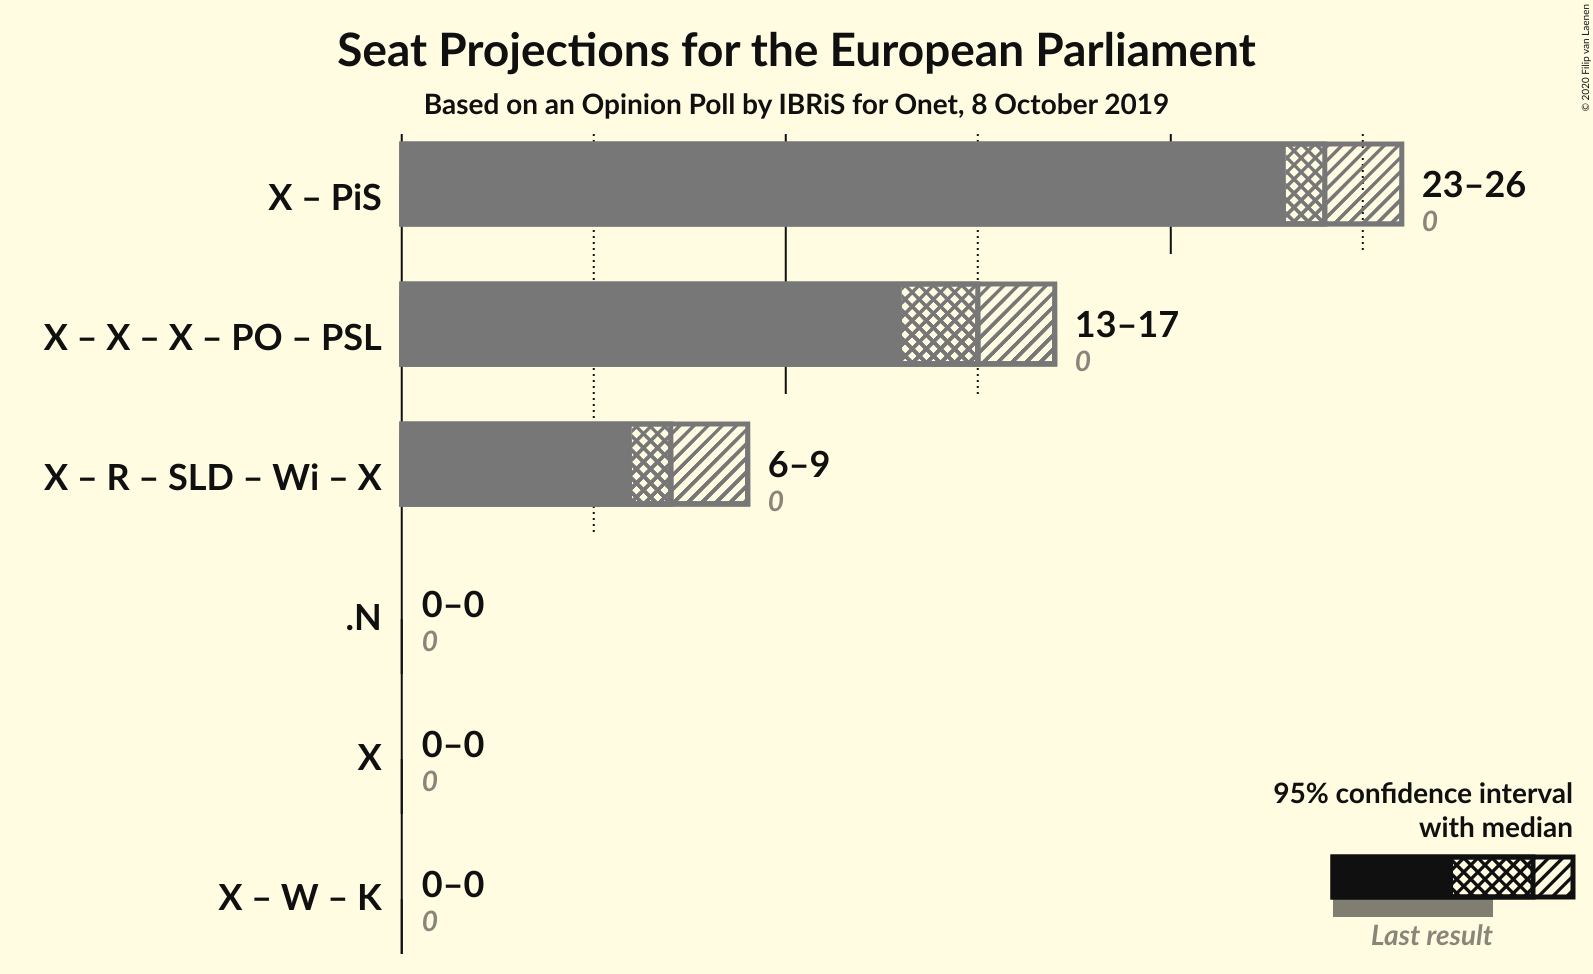 Seat Projections for the European Parliament
Based on an Opinion Poll by IBRiS for Onet, 8 October 2019
© 2020 Filip van Laenen
X – PiS
23–26
0
X – X – X – PO – PSL
13–17
0
X – R – SLD – Wi – X
6–9
0
.N
0–0
0
X
0–0
0
X – W – K
0–0
0
95% confidence interval
with median
Last result